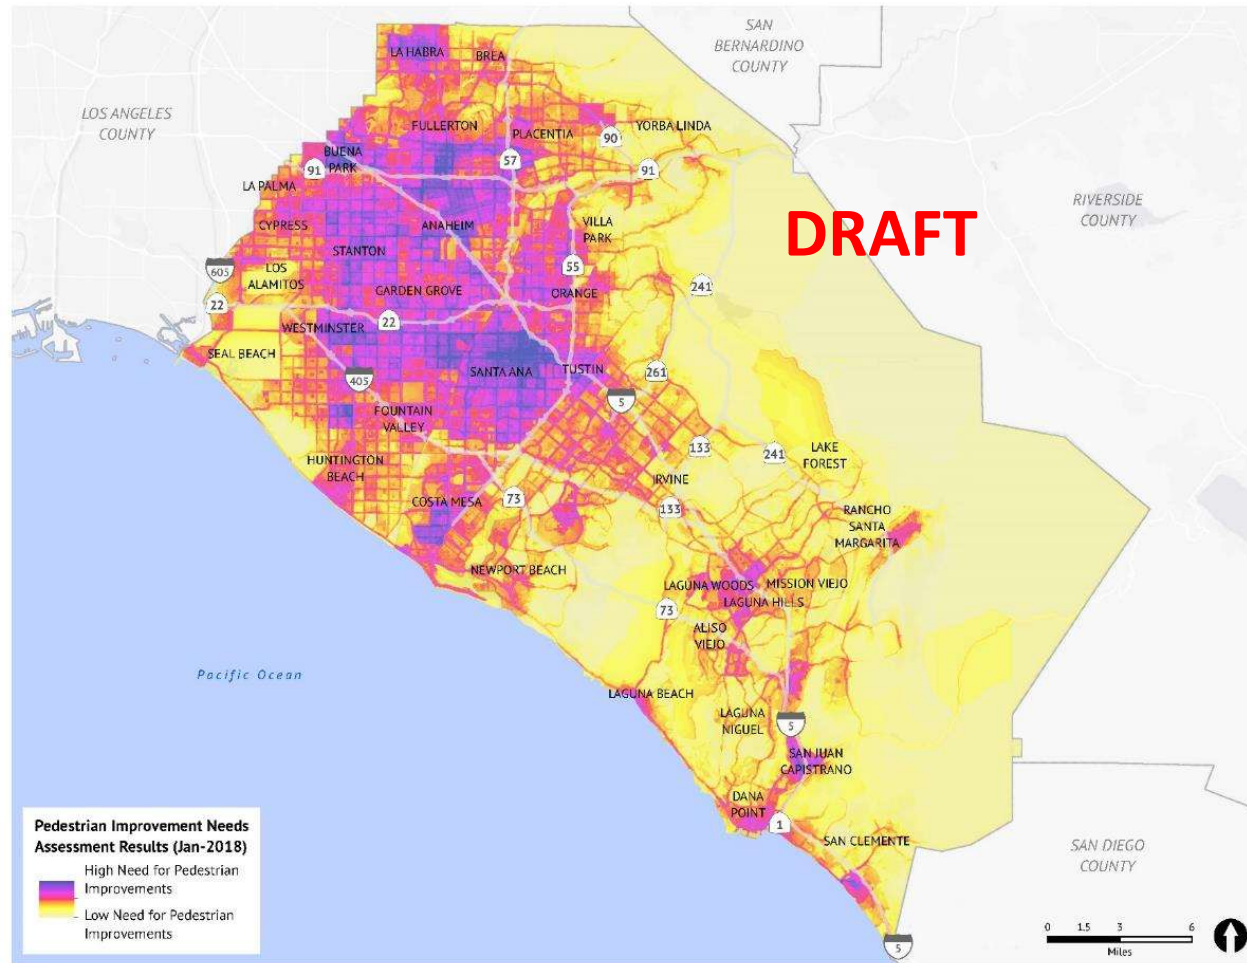 SAN
BERNARDINO
COUNTY
LA HABRA
BREA
LOS ANGELES
COUNTY
FULLERTON
PLACENTIA
YORBA LINDA
90
BUENA
PARK
57
91
91
LA PALMA
RIVERSIDE
COUNTY
DRAFT
CYPRESS
ANAHEIM
VILLA
PARK
STANTON
605
LOS
ALAMITOS
55
GARDEN GROVE
ORANGE
241
22
22
WESTMINSTER
SEAL BEACH
SANTA ANA
TUSTIN
261
405
5
FOUNTAIN
VALLEY
133
LAKE
FOREST
241
HUNTINGTON
BEACH
IRVINE
COSTA MESA
73
133
RANCHO
SANTA
MARGARITA
NEWPORT BEACH
LAGUNA WOODS
MISSION VIEJO
LAGUNA HILLS
73
ALISO
VIEJO
Pacific Ocean
LAGUNA BEACH
LAGUNA
NIGUEL
5
SAN JUAN
CAPISTRANO
DANA
POINT
1
SAN CLEMENTE
SAN DIEGO
COUNTY
5
Pedestrian Improvement Needs
Assessment Results (Jan-2018)
High Need for Pedestrian
Improvements
Low Need for Pedestrian
Improvements
0 1.5 3 6
Miles